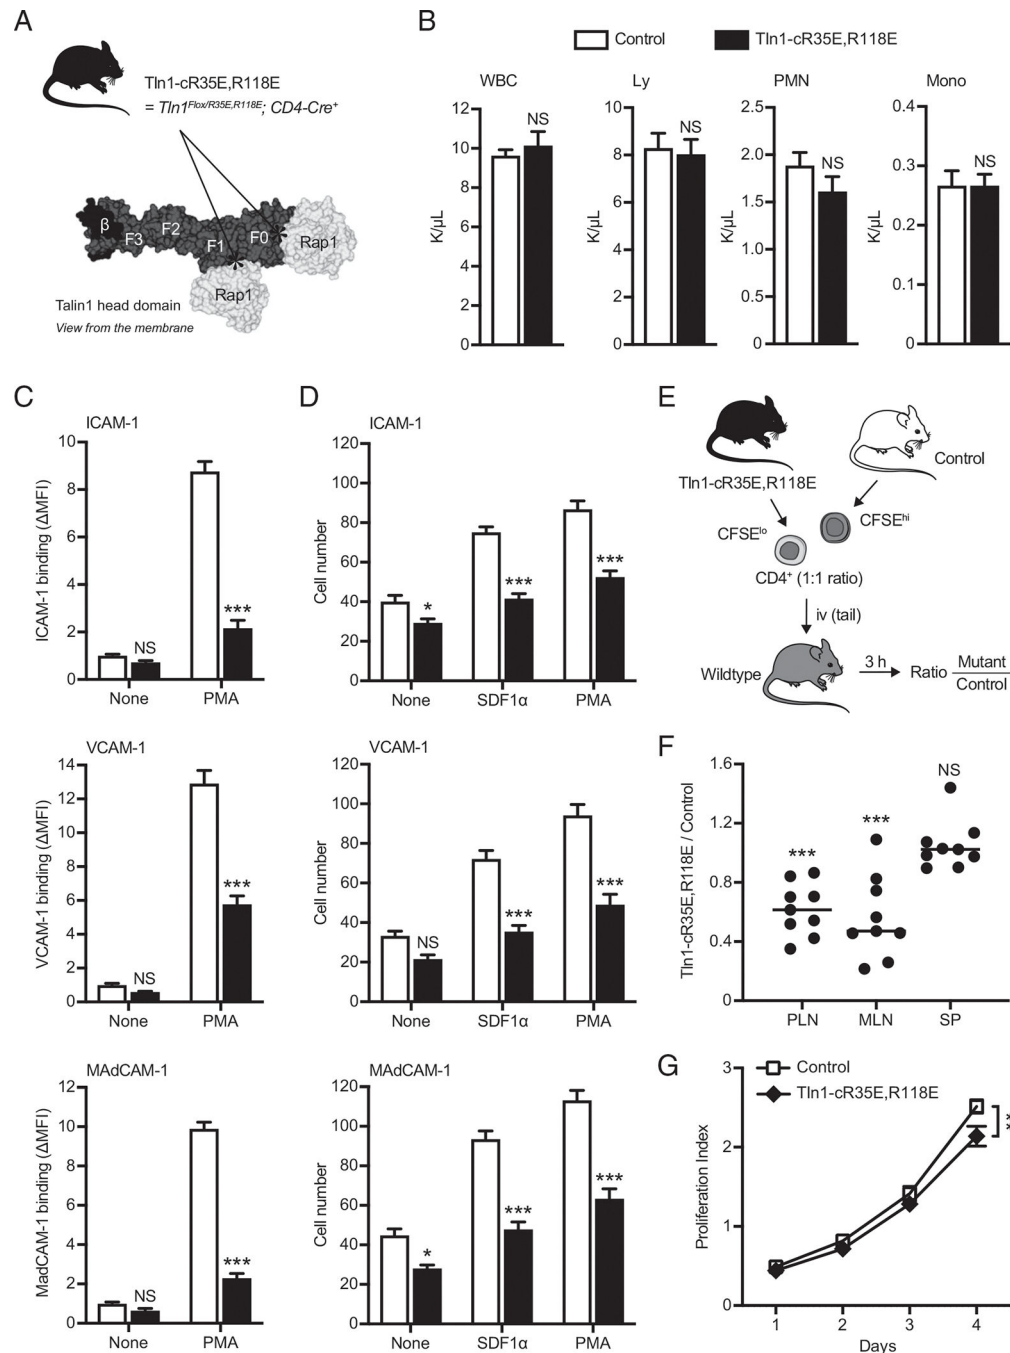 A
Tln1-cR35E,R118E
= Tln1Flox/R35E,R118E; CD4-Cre+
β
F3
F2
F1
F0
Rap1
Rap1
Talin1 head domain
View from the membrane
B
Control
Tln1-cR35E,R118E
WBC
K/µL
12
10
8
6
4
2
0
NS
Ly
K/µL
10
8
6
4
2
0
NS
PMN
K/µL
2.5
2.0
1.5
1.0
0.5
0
NS
Mono
K/µL
0.4
0.3
0.2
0.1
0
NS
C
ICAM-1
ICAM-1 binding (ΔMFI)
10
8
6
4
2
0
NS
***
None
PMA
VCAM-1
VCAM-1 binding (ΔMFI)
14
12
10
8
6
4
2
0
NS
***
None
PMA
MAdCAM-1
MadCAM-1 binding (ΔMFI)
12
10
8
6
4
2
0
NS
***
None
PMA
D
ICAM-1
Cell number
120
100
80
60
40
20
0
*
***
***
None
SDF1α
PMA
VCAM-1
Cell number
120
100
80
60
40
20
0
NS
***
***
None
SDF1α
PMA
MAdCAM-1
Cell number
120
100
80
60
40
20
0
*
***
***
None
SDF1α
PMA
E
Tln1-cR35E,R118E
Control
CFSElo
CFSEhi
CD4+ (1:1 ratio)
iv (tail)
Wildtype
3 h
Ratio
Mutant
Control
F
Tln1-cR35E,R118E / Control
1.6
1.2
0.8
0.4
0
***
***
NS
PLN
MLN
SP
G
Control
Tln1-cR35E,R118E
Proliferation Index
3
2
1
0
**
1
2
3
4
Days